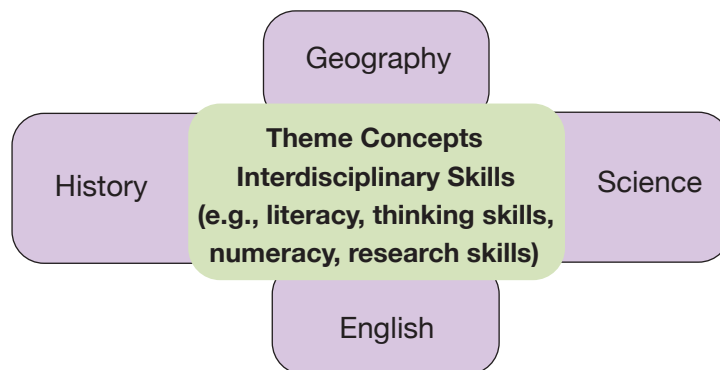 Geography
History
Theme Concepts
Interdisciplinary Skills
(e.g., literacy, thinking skills,
numeracy, research skills)
Science
English